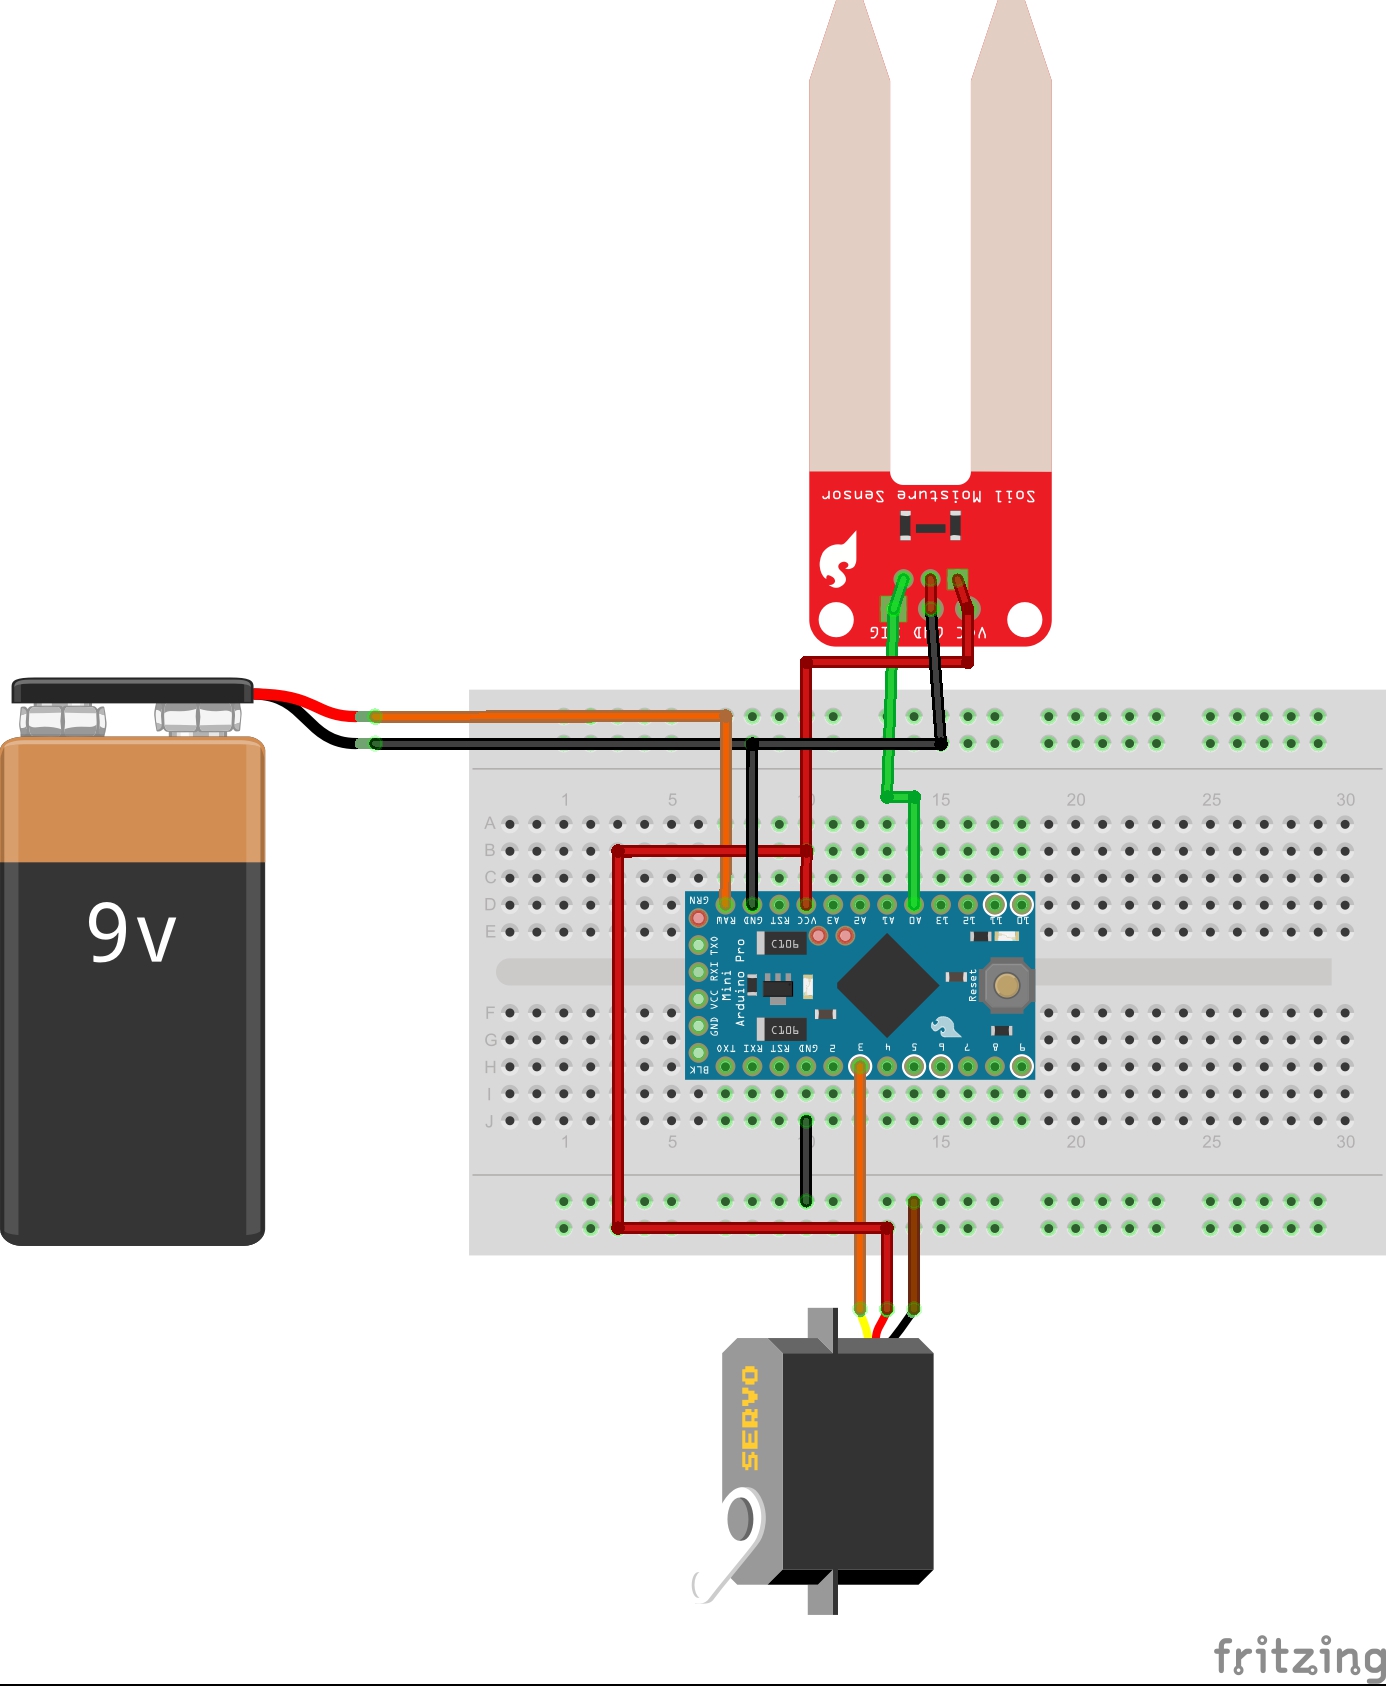 Soil Moisture Sensor
SIG GND VCC
9v
1 5 10 15 20 25 30
A
B
C
D
E
F
G
H
I
J
GRN
RAW GND RST VCC A3 A2 A1 A0 13 12 11 10
TXO
RXI
VCC
GND
BLK
Arduino Pro
Mini
C106
C106
Reset
TXO RXI RST GND 2 3 4 5 6 7 8 9
1 5 10 15 20 25 30
SERVO
fritzing